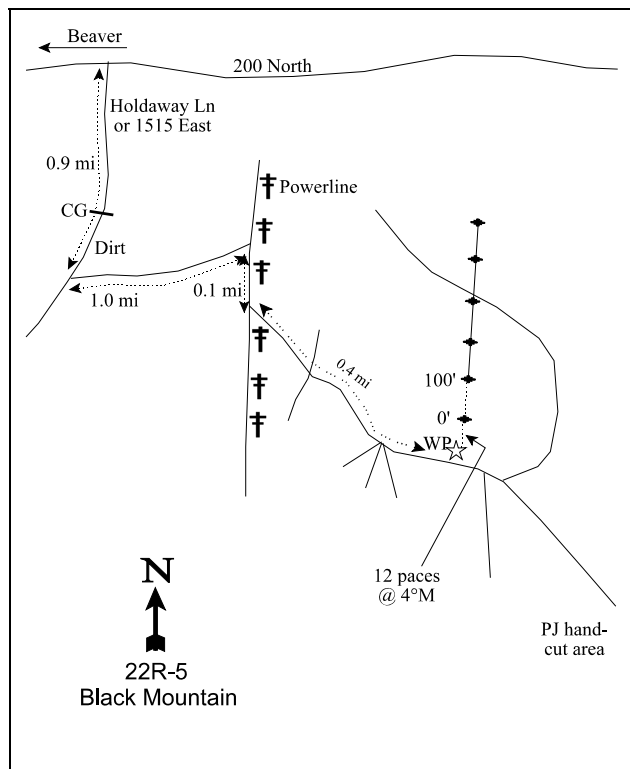 Beaver
200 North
Holdaway Ln
or 1515 East
0.9 mi
Powerline
CG
Dirt
1.0 mi
0.1 mi
0.4 mi
100'
0'
WP
12 paces
@ 4°M
N
PJ hand-
cut area
22R-5
Black Mountain